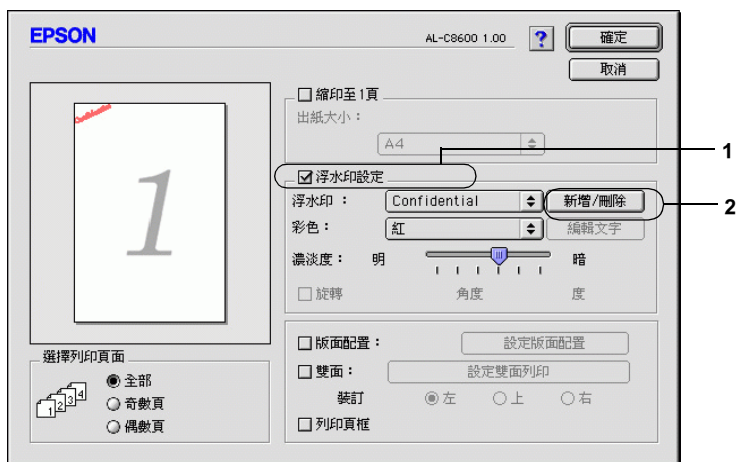 EPSON
AL-C8600 1.00
?
確定
取消
Confidential
1
縮印至1頁
出紙大小：
A4
浮水印設定
浮水印：
Confidential
新增/刪除
彩色：
紅
編輯文字
濃淡度：
明
暗
旋轉
角度
度
選擇列印頁面
1 2 3 4
全部
奇數頁
偶數頁
版面配置：
設定版面配置
雙面：
設定雙面列印
裝訂
左
上
右
列印頁框
1
2